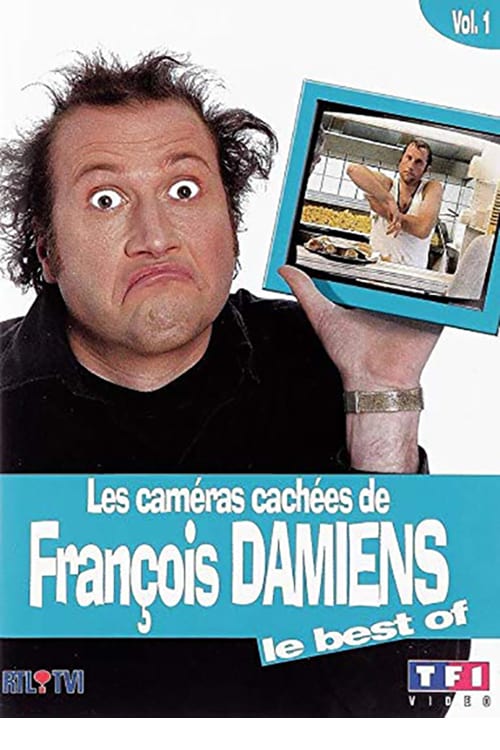 Vol. 1
Les caméras cachées de
François DAMIENS
le best of
RTL TVI
TF1
VIDEO